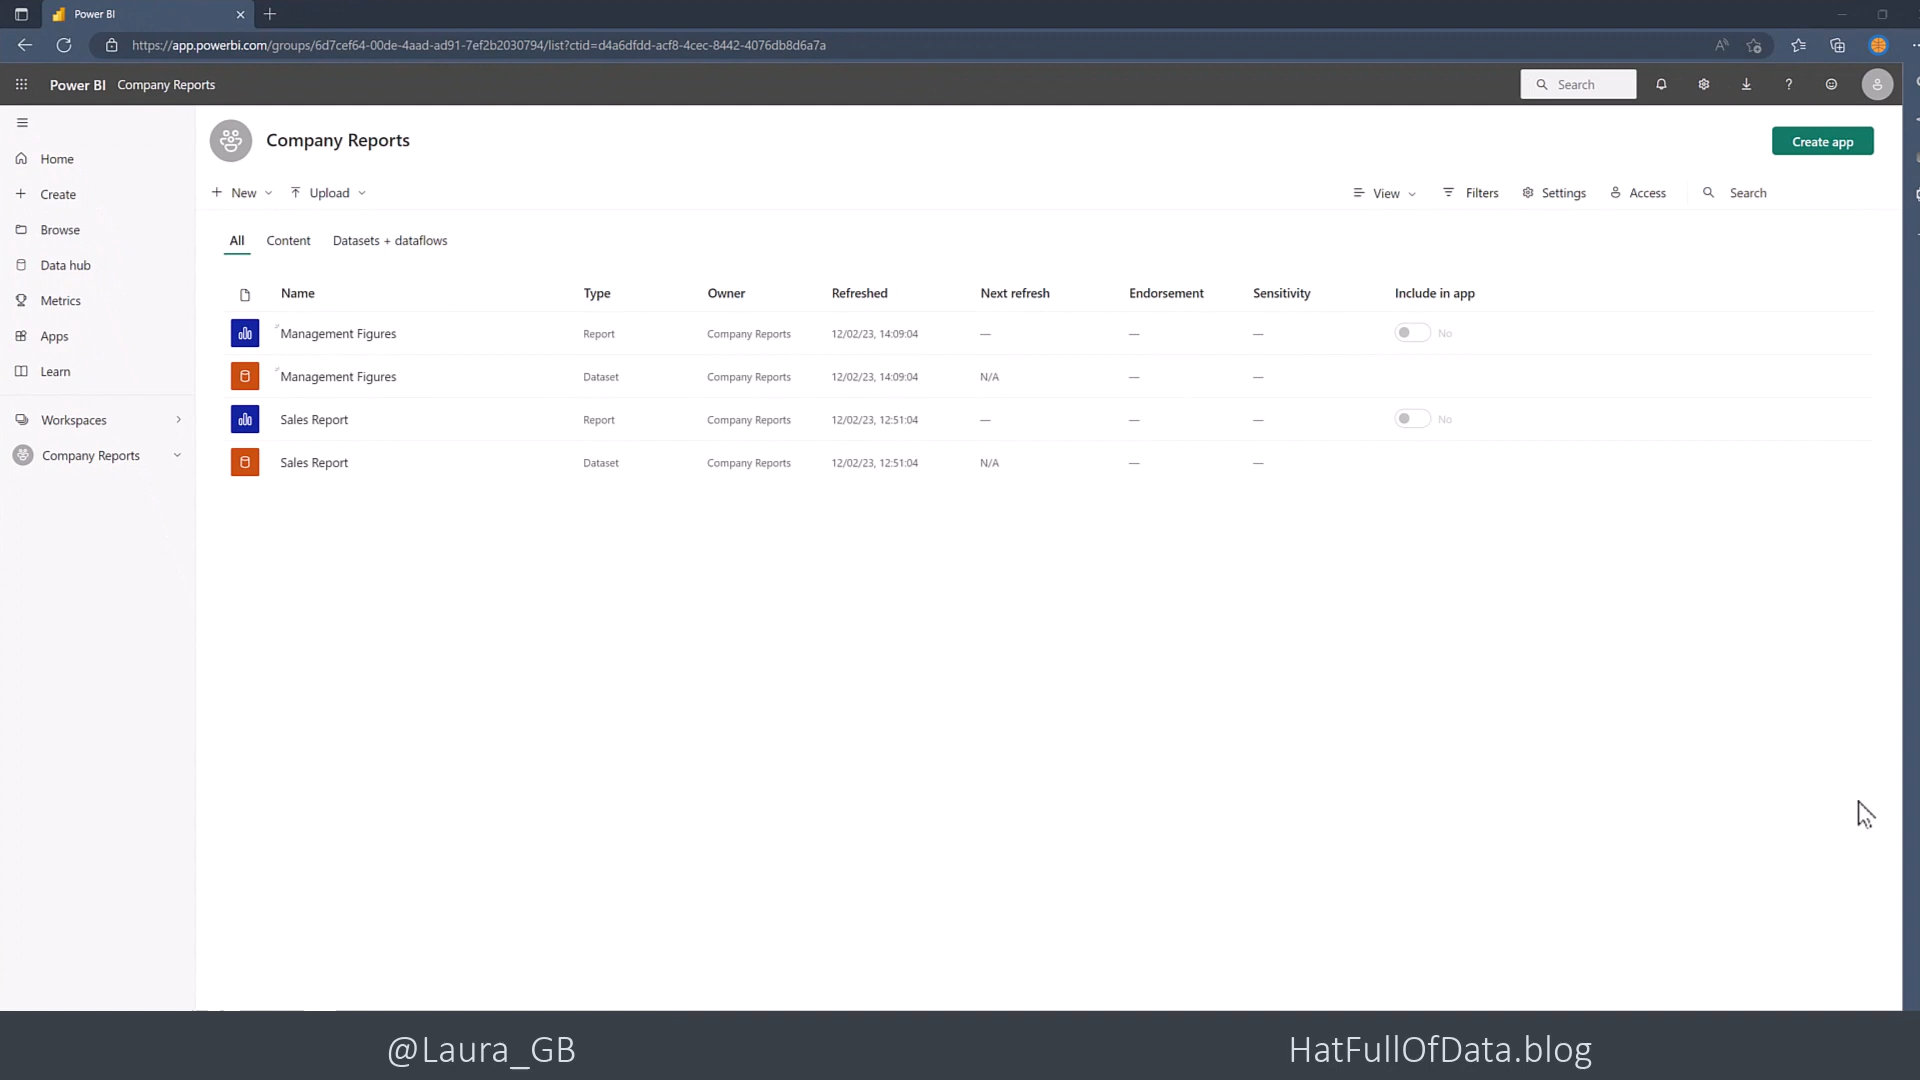 Power BI
https://app.powerbi.com/groups/6d7cef64-00de-4aad-ad91-7ef2b2030794/list?ctid=d4a6dfdd-acf8-4cec-8442-4076db8d6a7a
Power BI Company Reports
Search
Company Reports
Create app
New Upload
View Filters Settings Access Search
Home
Create
Browse
Data hub
Metrics
Apps
Learn
Workspaces
Company Reports
All Content Datasets + dataflows
Name Type Owner Refreshed Next refresh Endorsement Sensitivity Include in app
Management Figures Report Company Reports 12/02/23, 14:09:04 — — — No
Management Figures Dataset Company Reports 12/02/23, 14:09:04 N/A — —
Sales Report Report Company Reports 12/02/23, 12:51:04 — — — No
Sales Report Dataset Company Reports 12/02/23, 12:51:04 N/A — —
@Laura_GB
HatFullOfData.blog